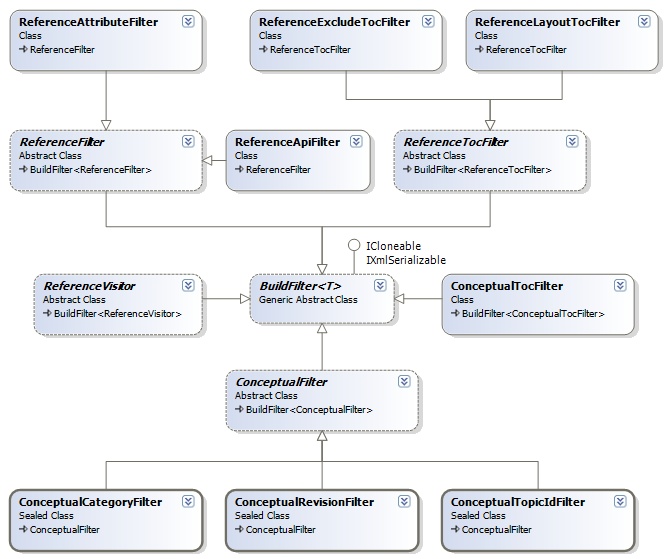 ReferenceAttributeFilter
Class
ReferenceFilter
ReferenceExcludeTocFilter
Class
ReferenceTocFilter
ReferenceLayoutTocFilter
Class
ReferenceTocFilter
ReferenceFilter
Abstract Class
BuildFilter<ReferenceFilter>
ReferenceApiFilter
Class
ReferenceFilter
ReferenceTocFilter
Abstract Class
BuildFilter<ReferenceTocFilter>
ICloneable
IXmlSerializable
ReferenceVisitor
Abstract Class
BuildFilter<ReferenceVisitor>
BuildFilter<T>
Generic Abstract Class
ConceptualTocFilter
Class
BuildFilter<ConceptualTocFilter>
ConceptualFilter
Abstract Class
BuildFilter<ConceptualFilter>
ConceptualCategoryFilter
Sealed Class
ConceptualFilter
ConceptualRevisionFilter
Sealed Class
ConceptualFilter
ConceptualTopicIdFilter
Sealed Class
ConceptualFilter